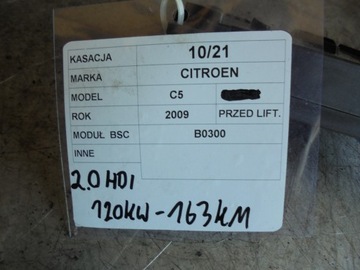 KASACJA 10/21
MARKA CITROEN
MODEL C5
ROK 2009 PRZED LIFT.
MODUŁ BSC B0300
INNE
2.0 HDI
120KW-163KM